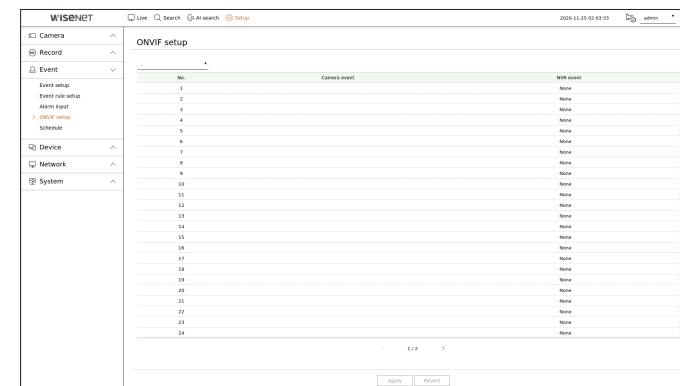 WISENET
Live Search AI search Setup 2020-11-25 02:03:33 admin
Camera
Record
Event
Event setup
Event rule setup
Alarm input
ONVIF setup
Schedule
Device
Network
System
ONVIF setup
-
No. Camera event NVR event
1 None
2 None
3 None
4 None
5 None
6 None
7 None
8 None
9 None
10 None
11 None
12 None
13 None
14 None
15 None
16 None
17 None
18 None
19 None
20 None
21 None
22 None
23 None
24 None
1 / 2 >
Apply Revert